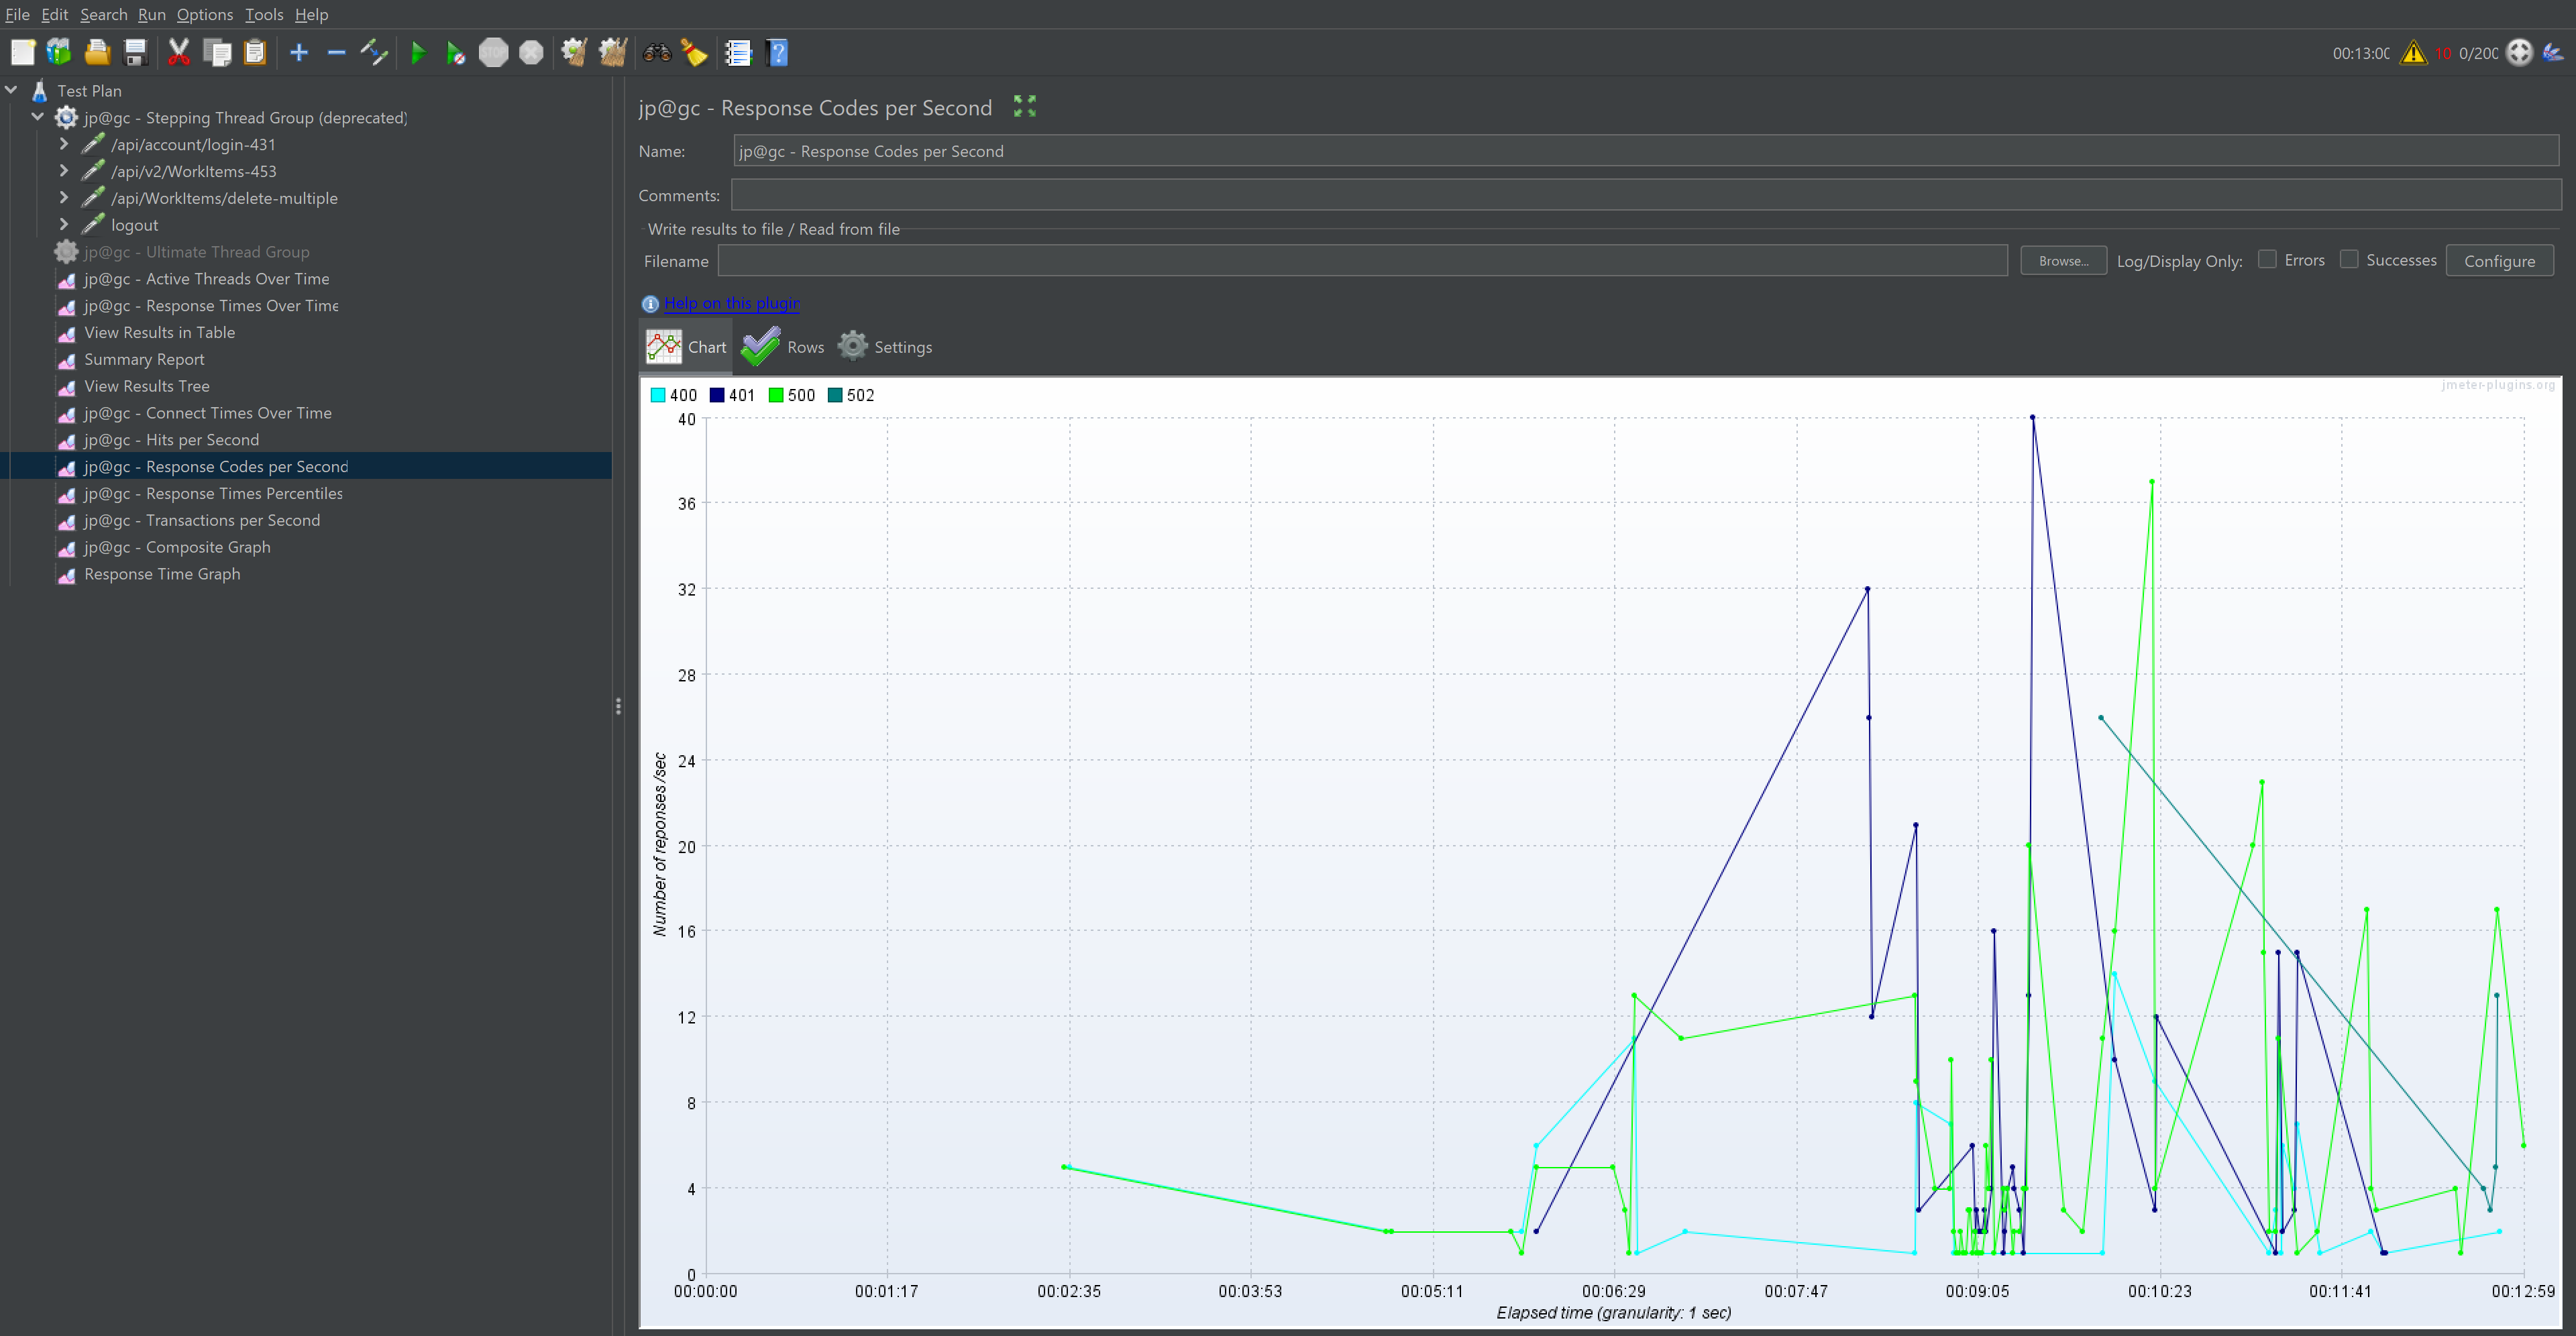 File Edit Search Run Options Tools Help
00:13:00 10 0/200
Test Plan
jp@gc - Stepping Thread Group (deprecated)
/api/account/login-431
/api/v2/WorkItems-453
/api/WorkItems/delete-multiple
logout
jp@gc - Ultimate Thread Group
jp@gc - Active Threads Over Time
jp@gc - Response Times Over Time
View Results in Table
Summary Report
View Results Tree
jp@gc - Connect Times Over Time
jp@gc - Hits per Second
jp@gc - Response Codes per Second
jp@gc - Response Times Percentiles
jp@gc - Transactions per Second
jp@gc - Composite Graph
Response Time Graph
jp@gc - Response Codes per Second
Name: jp@gc - Response Codes per Second
Comments:
Write results to file / Read from file
Filename Browse... Log/Display Only: Errors Successes Configure
Help on this plugin
Chart Rows Settings
jmeter-plugins.org
400 401 500 502
40
36
32
28
24
20
16
12
8
4
0
Number of reponses /sec
00:00:00 00:01:17 00:02:35 00:03:53 00:05:11 00:06:29 00:07:47 00:09:05 00:10:23 00:11:41 00:12:59
Elapsed time (granularity: 1 sec)